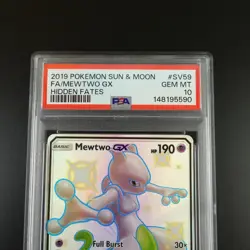 2019 POKEMON SUN & MOON #SV59
FA/MEWTWO GX GEM MT
HIDDEN FATES 10
PSA 148195590
BASIC Mewtwo GX HP190
Full Burst 30+